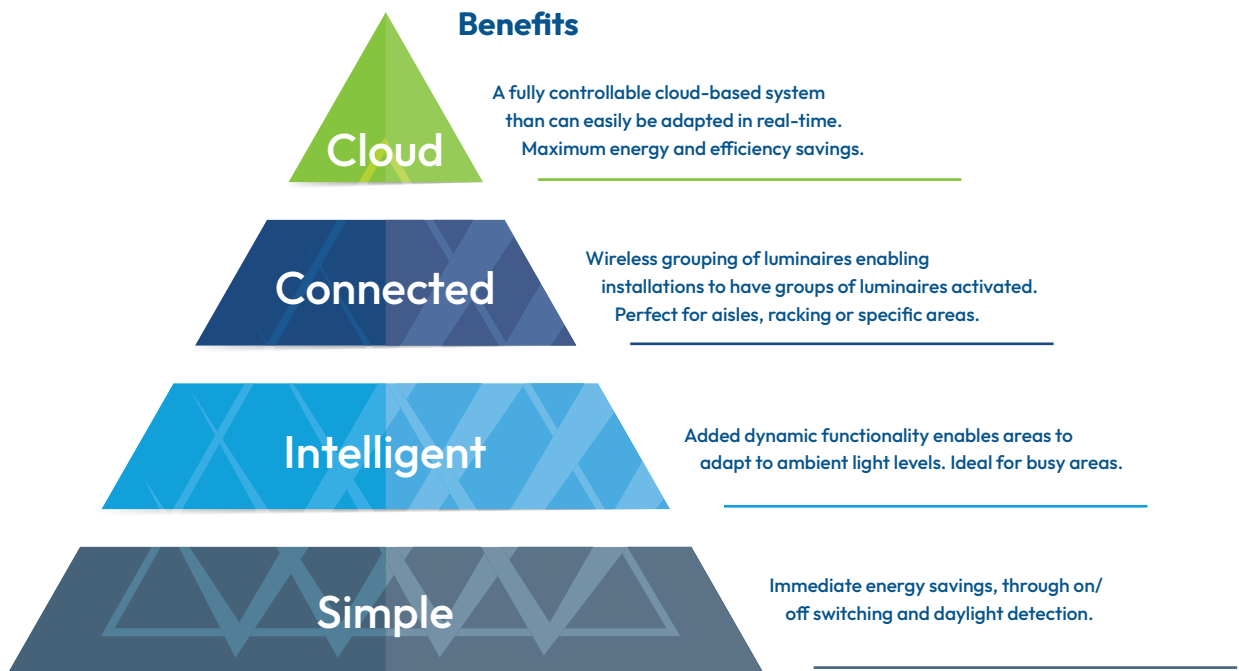 Benefits
Cloud
A fully controllable cloud-based system
than can easily be adapted in real-time.
Maximum energy and efficiency savings.
Connected
Wireless grouping of luminaires enabling
installations to have groups of luminaires activated.
Perfect for aisles, racking or specific areas.
Intelligent
Added dynamic functionality enables areas to
adapt to ambient light levels. Ideal for busy areas.
Simple
Immediate energy savings, through on/
off switching and daylight detection.